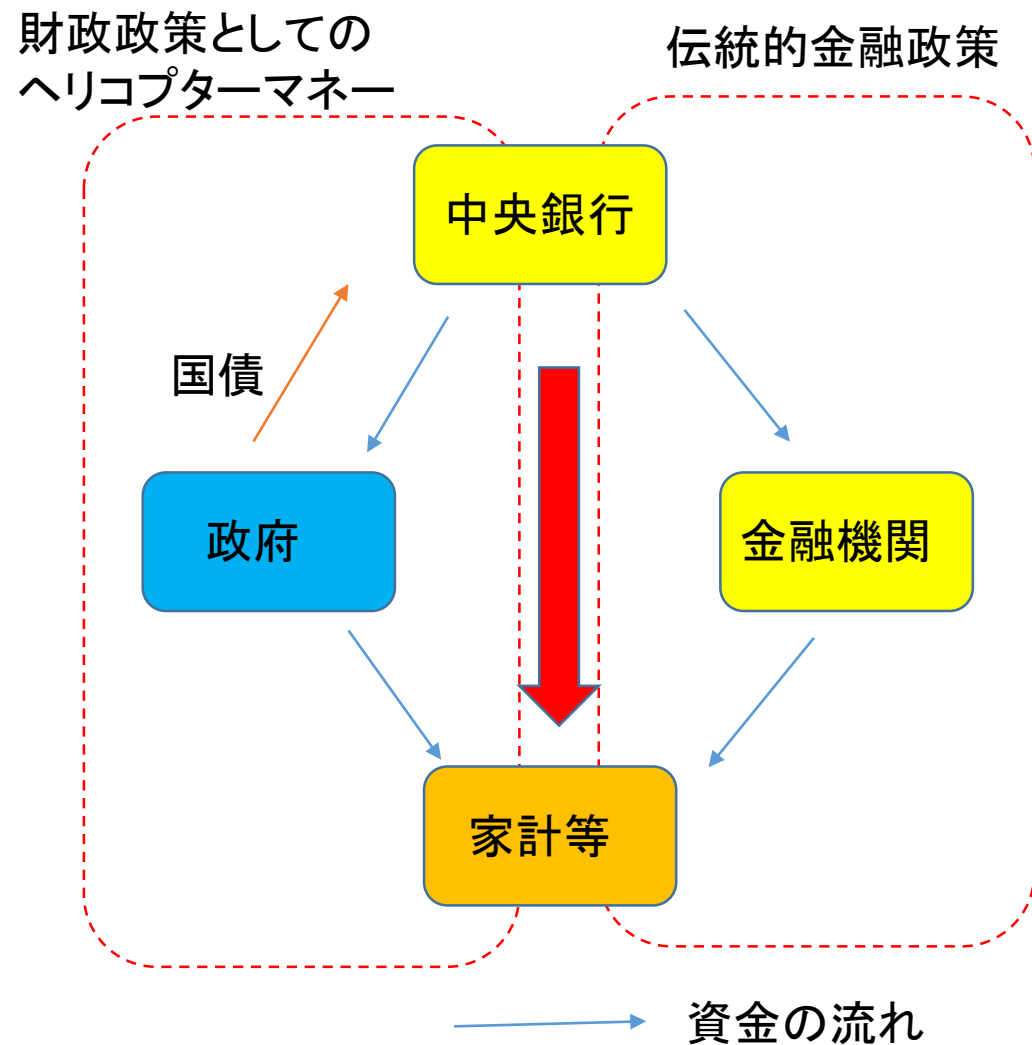 財政政策としての
ヘリコプターマネー
伝統的金融政策
中央銀行
国債
政府
金融機関
家計等
資金の流れ